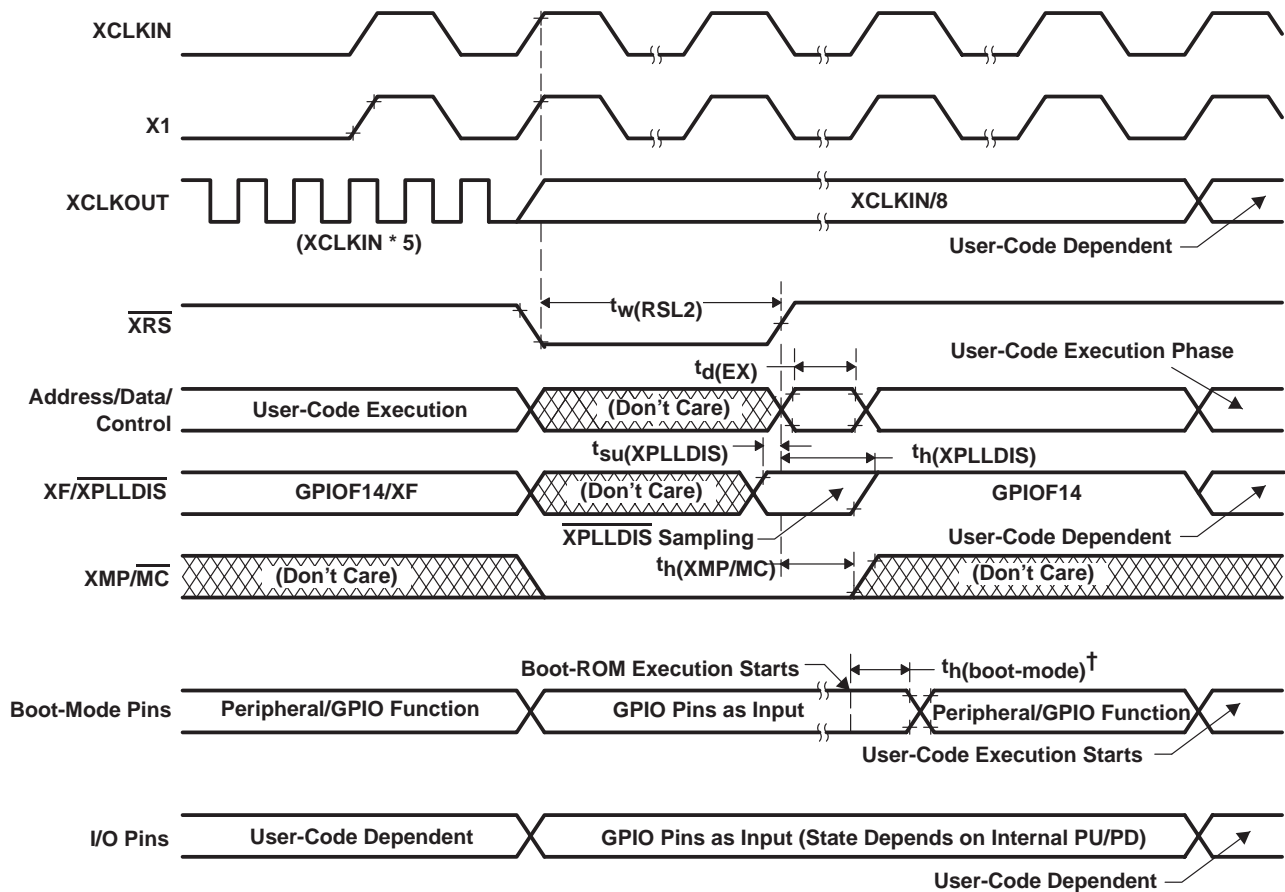 XCLKIN
X1
XCLKOUT
XCLKIN/8
(XCLKIN * 5)
User-Code Dependent
tw(RSL2)
XRS
User-Code Execution Phase
td(EX)
Address/Data/
Control
User-Code Execution
(Don't Care)
tsu(XPLLDIS)
th(XPLLDIS)
XF/XPLLDIS
GPIOF14/XF
(Don't Care)
GPIOF14
XPLLDIS Sampling
User-Code Dependent
th(XMP/MC)
XMP/MC
(Don't Care)
(Don't Care)
Boot-ROM Execution Starts
th(boot-mode)†
Boot-Mode Pins
Peripheral/GPIO Function
GPIO Pins as Input
Peripheral/GPIO Function
User-Code Execution Starts
I/O Pins
User-Code Dependent
GPIO Pins as Input (State Depends on Internal PU/PD)
User-Code Dependent